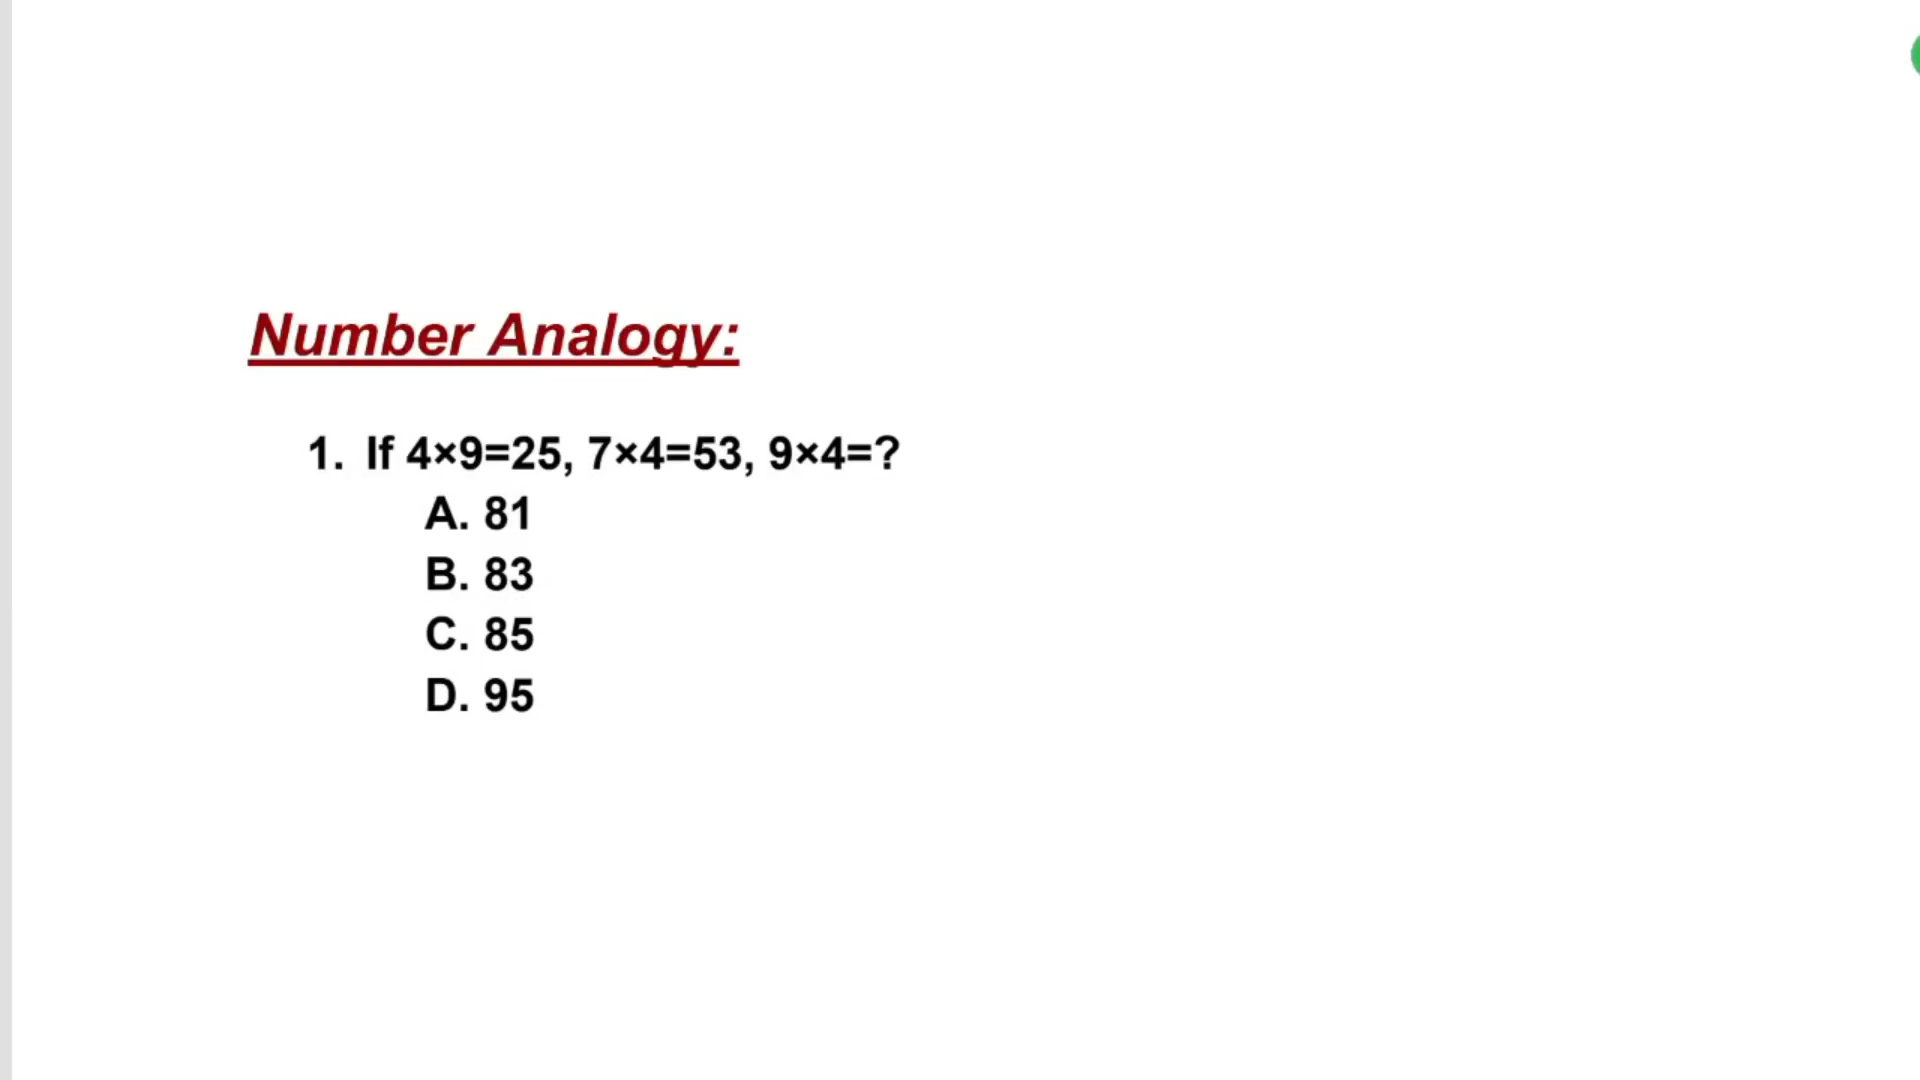 Number Analogy:
1. If 4×9=25, 7×4=53, 9×4=?
A. 81
B. 83
C. 85
D. 95